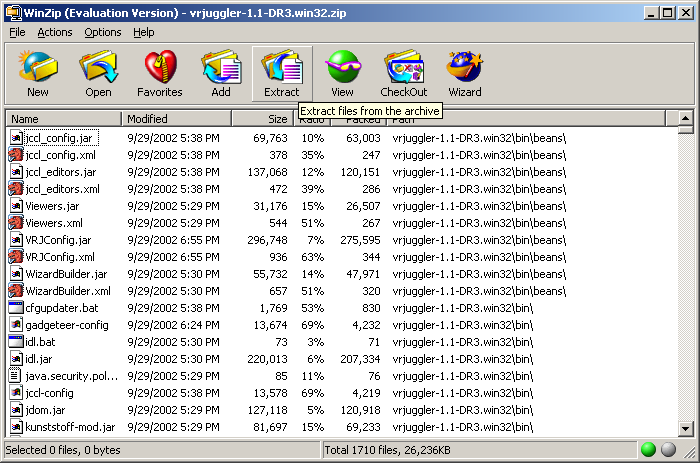 WinZip (Evaluation Version) - vrjuggler-1.1-DR3.win32.zip
File Actions Options Help
New Open Favorites Add Extract View CheckOut Wizard
Extract files from the archive
Name Modified Size Ratio Packed Path
jccl_config.jar 9/29/2002 5:38 PM 69,763 10% 63,003 vrjuggler-1.1-DR3.win32\bin\beans\
jccl_config.xml 9/29/2002 5:38 PM 378 35% 247 vrjuggler-1.1-DR3.win32\bin\beans\
jccl_editors.jar 9/29/2002 5:38 PM 137,068 12% 120,151 vrjuggler-1.1-DR3.win32\bin\beans\
jccl_editors.xml 9/29/2002 5:38 PM 472 39% 286 vrjuggler-1.1-DR3.win32\bin\beans\
Viewers.jar 9/29/2002 5:29 PM 31,176 15% 26,507 vrjuggler-1.1-DR3.win32\bin\beans\
Viewers.xml 9/29/2002 5:29 PM 544 51% 267 vrjuggler-1.1-DR3.win32\bin\beans\
VRJConfig.jar 9/29/2002 6:55 PM 296,748 7% 275,595 vrjuggler-1.1-DR3.win32\bin\beans\
VRJConfig.xml 9/29/2002 6:55 PM 936 63% 344 vrjuggler-1.1-DR3.win32\bin\beans\
WizardBuilder.jar 9/29/2002 5:30 PM 55,732 14% 47,971 vrjuggler-1.1-DR3.win32\bin\beans\
WizardBuilder.xml 9/29/2002 5:30 PM 657 51% 320 vrjuggler-1.1-DR3.win32\bin\beans\
cfgupdater.bat 9/29/2002 5:38 PM 1,769 53% 830 vrjuggler-1.1-DR3.win32\bin\
gadgeteer-config 9/29/2002 6:24 PM 13,674 69% 4,232 vrjuggler-1.1-DR3.win32\bin\
idl.bat 9/29/2002 5:30 PM 73 3% 71 vrjuggler-1.1-DR3.win32\bin\
idl.jar 9/29/2002 5:30 PM 220,013 6% 207,334 vrjuggler-1.1-DR3.win32\bin\
java.security.pol... 9/29/2002 5:29 PM 85 11% 76 vrjuggler-1.1-DR3.win32\bin\
jccl-config 9/29/2002 5:38 PM 13,578 69% 4,219 vrjuggler-1.1-DR3.win32\bin\
jdom.jar 9/29/2002 5:29 PM 127,118 5% 120,918 vrjuggler-1.1-DR3.win32\bin\
kunststoff-mod.jar 9/29/2002 5:29 PM 81,697 15% 69,233 vrjuggler-1.1-DR3.win32\bin\
Selected 0 files, 0 bytes Total 1710 files, 26,236KB